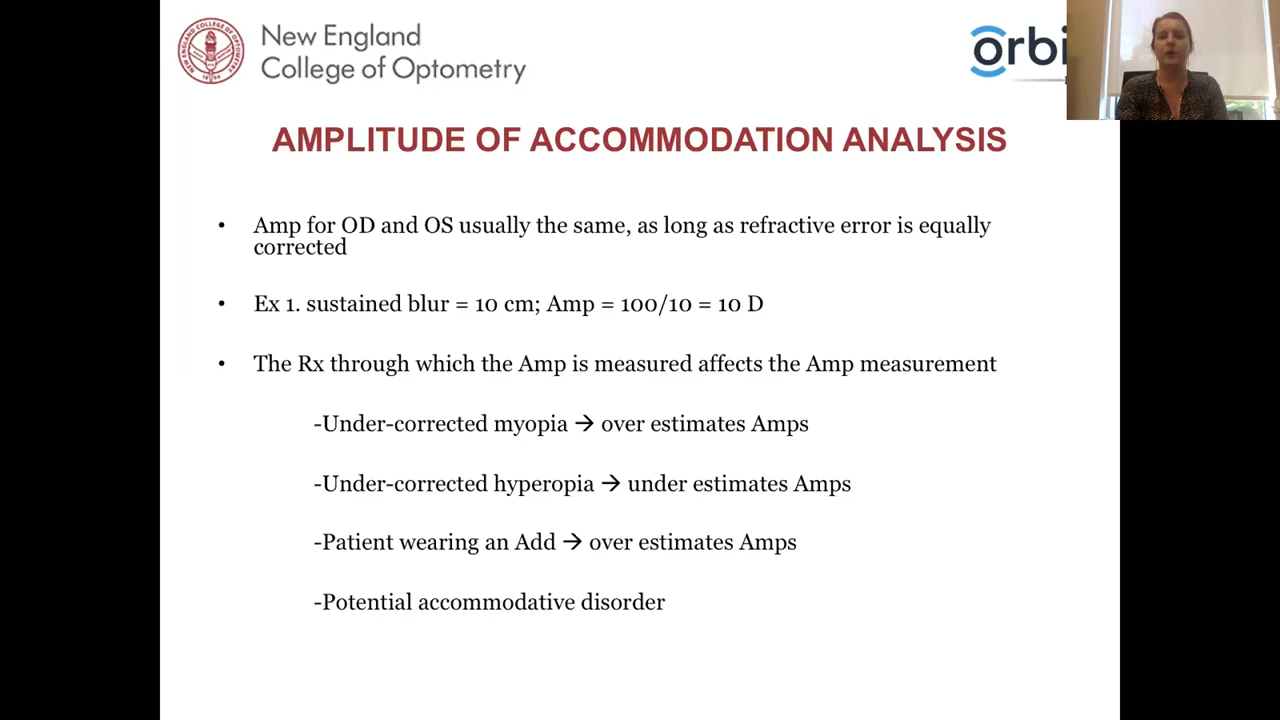 New England
College of Optometry
orbi
AMPLITUDE OF ACCOMMODATION ANALYSIS
• Amp for OD and OS usually the same, as long as refractive error is equally
corrected
• Ex 1. sustained blur = 10 cm; Amp = 100/10 = 10 D
• The Rx through which the Amp is measured affects the Amp measurement
-Under-corrected myopia → over estimates Amps
-Under-corrected hyperopia → under estimates Amps
-Patient wearing an Add → over estimates Amps
-Potential accommodative disorder